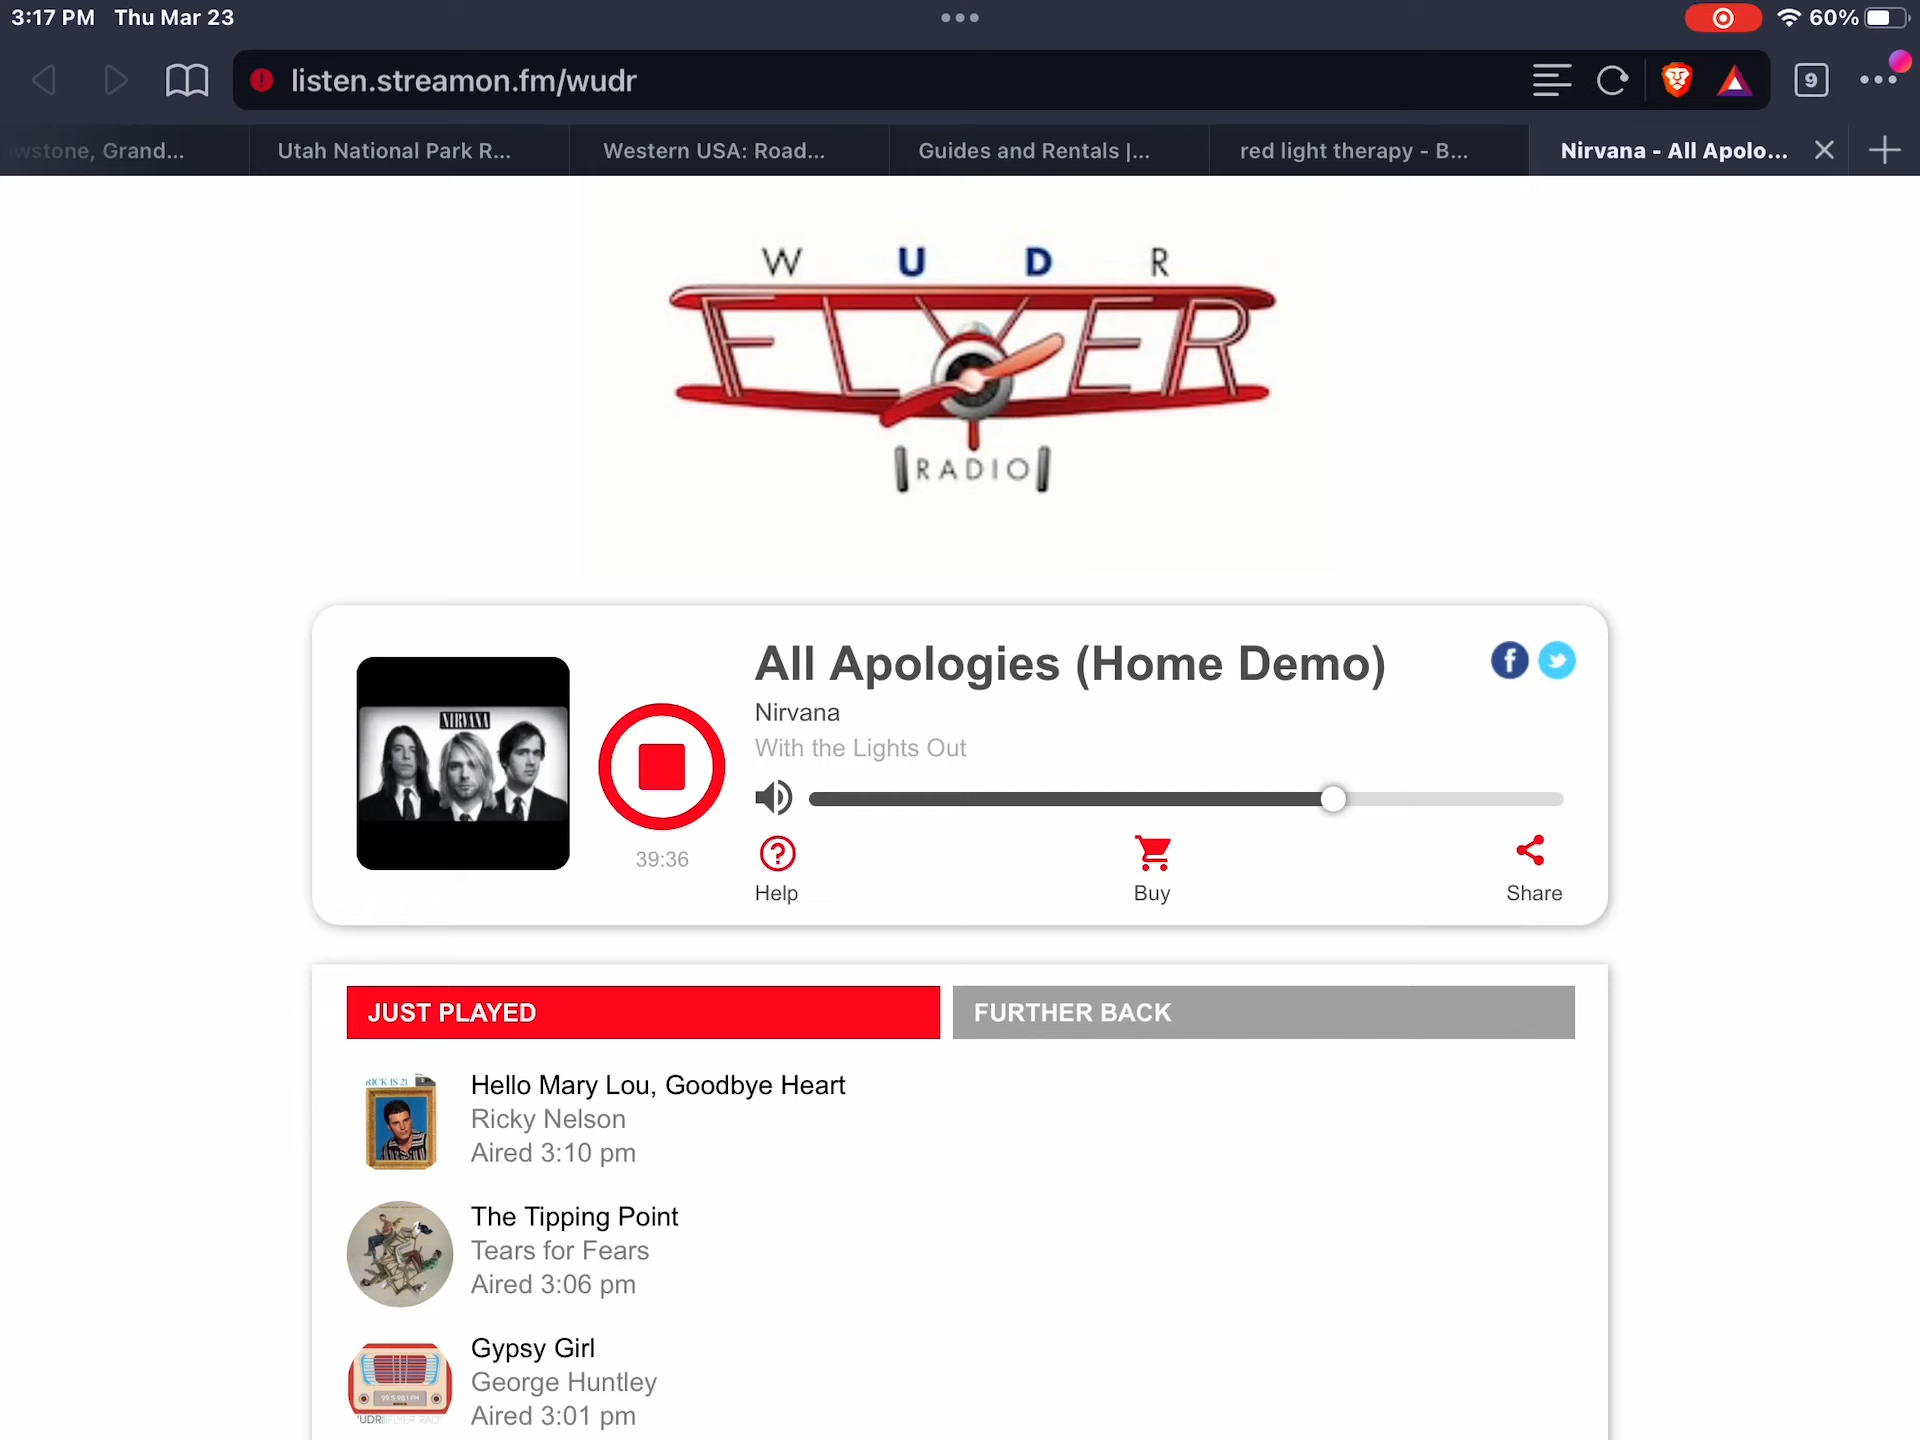 3:17 PM Thu Mar 23
60%
listen.streamon.fm/wudr
9
wstone, Grand...
Utah National Park R...
Western USA: Road...
Guides and Rentals |...
red light therapy - B...
Nirvana - All Apolo...
W U D R
FLYER
RADIO
All Apologies (Home Demo)
NIRVANA
Nirvana
With the Lights Out
39:36
Help
Buy
Share
JUST PLAYED
FURTHER BACK
RICK IS 21
Hello Mary Lou, Goodbye Heart
Ricky Nelson
Aired 3:10 pm
The Tipping Point
Tears for Fears
Aired 3:06 pm
Gypsy Girl
George Huntley
Aired 3:01 pm